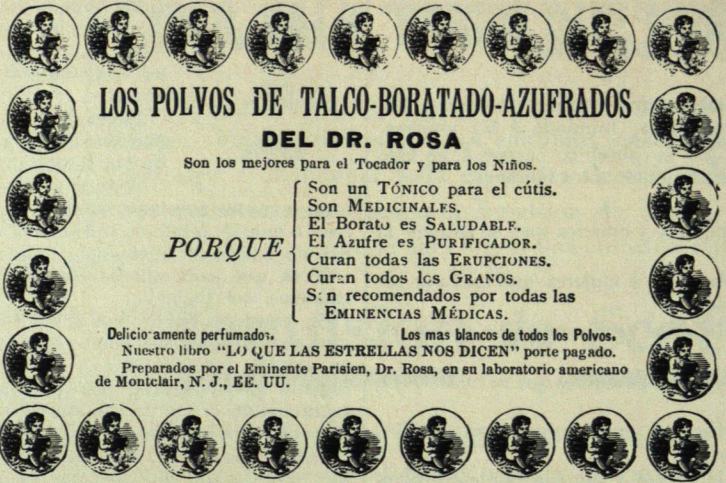 LOS POLVOS DE TALCO-BORATADO-AZUFRADOS
DEL DR. ROSA
Son los mejores para el Tocador y para los Niños.
PORQUE
Son un TÓNICO para el cútis.
Son MEDICINALES.
El Borato es SALUDABLE.
El Azufre es PURIFICADOR.
Curan todas las ERUPCIONES.
Curan todos los GRANOS.
Son recomendados por todas las
EMINENCIAS MÉDICAS.
Deliciosamente perfumados. Los mas blancos de todos los Polvos.
Nuestro libro "LO QUE LAS ESTRELLAS NOS DICEN" porte pagado.
Preparados por el Eminente Parisien, Dr. Rosa, en su laboratorio americano
de Montclair, N. J., EE. UU.